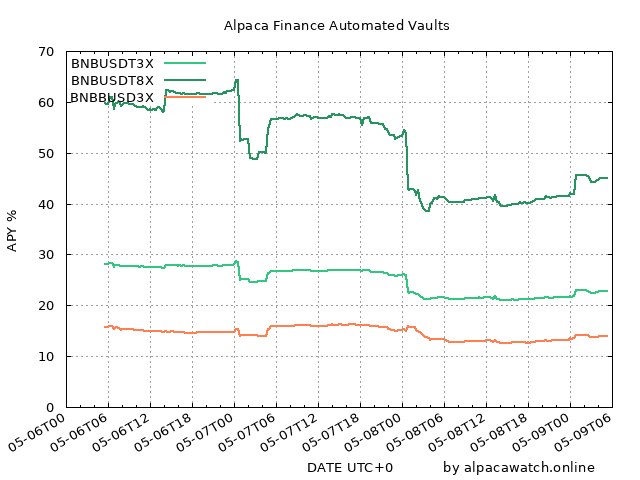 Alpaca Finance Automated Vaults
70
60
50
40
30
20
10
0
APY %
BNBUSDT3X
BNBUSDT8X
BNBBUSD3X
05-06T00
05-06T06
05-06T12
05-06T18
05-07T00
05-07T06
05-07T12
05-07T18
05-08T00
05-08T06
05-08T12
05-08T18
05-09T00
05-09T06
DATE UTC+0
by alpacawatch.online